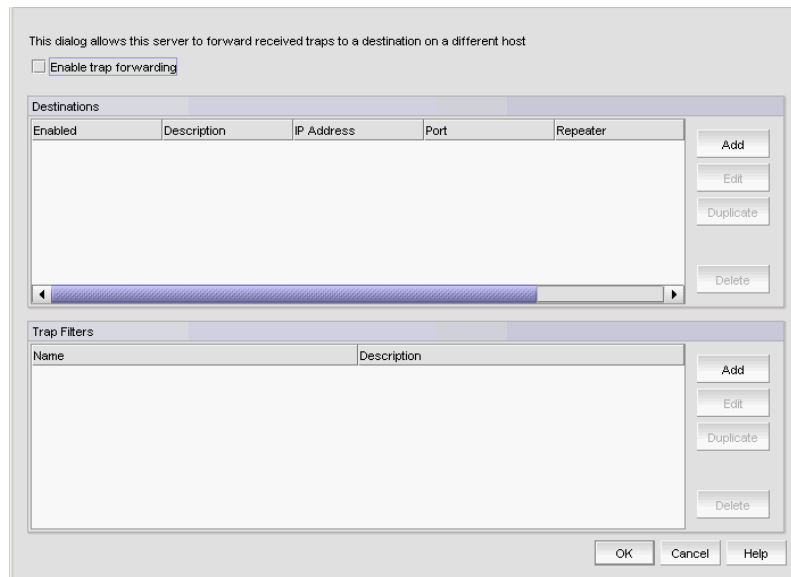 This dialog allows this server to forward received traps to a destination on a different host
Enable trap forwarding
Destinations
Enabled Description IP Address Port Repeater
Add
Edit
Duplicate
Delete
Trap Filters
Name Description
Add
Edit
Duplicate
Delete
OK Cancel Help